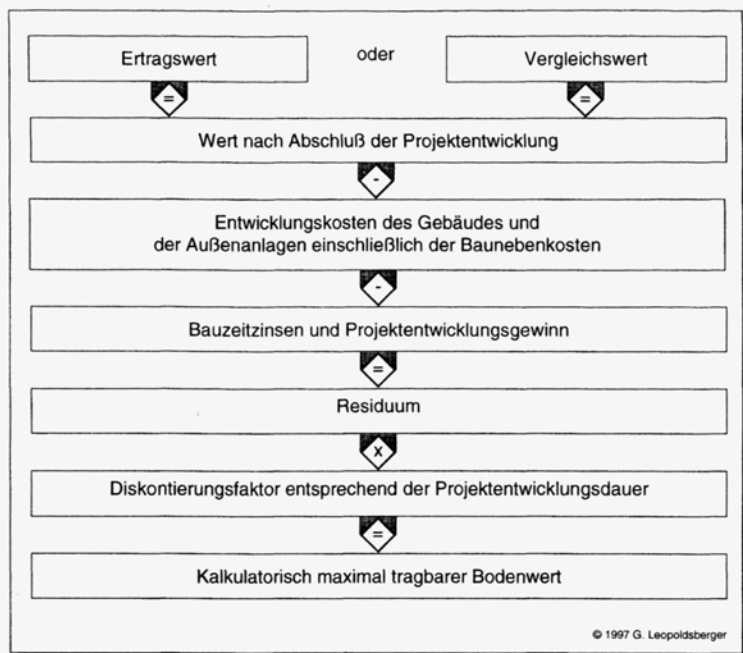 Ertragswert oder Vergleichswert
= =
Wert nach Abschluß der Projektentwicklung
-
Entwicklungskosten des Gebäudes und
der Außenanlagen einschließlich der Baunebenkosten
-
Bauzeitzinsen und Projektentwicklungsgewinn
=
Residuum
x
Diskontierungsfaktor entsprechend der Projektentwicklungsdauer
=
Kalkulatorisch maximal tragbarer Bodenwert
© 1997 G. Leopoldsberger